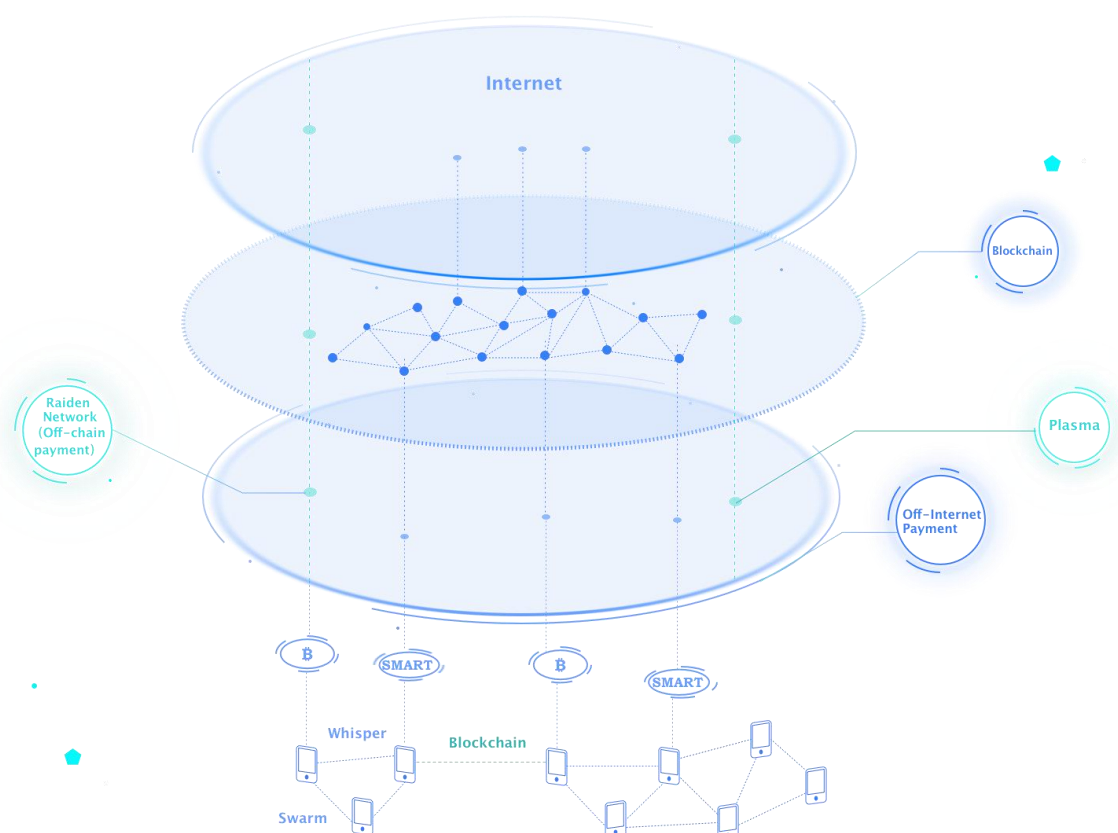 Internet
Blockchain
Raiden
Network
(Off-chain
payment)
Plasma
Off-Internet
Payment
₿
SMART
₿
SMART
Whisper
Blockchain
Swarm